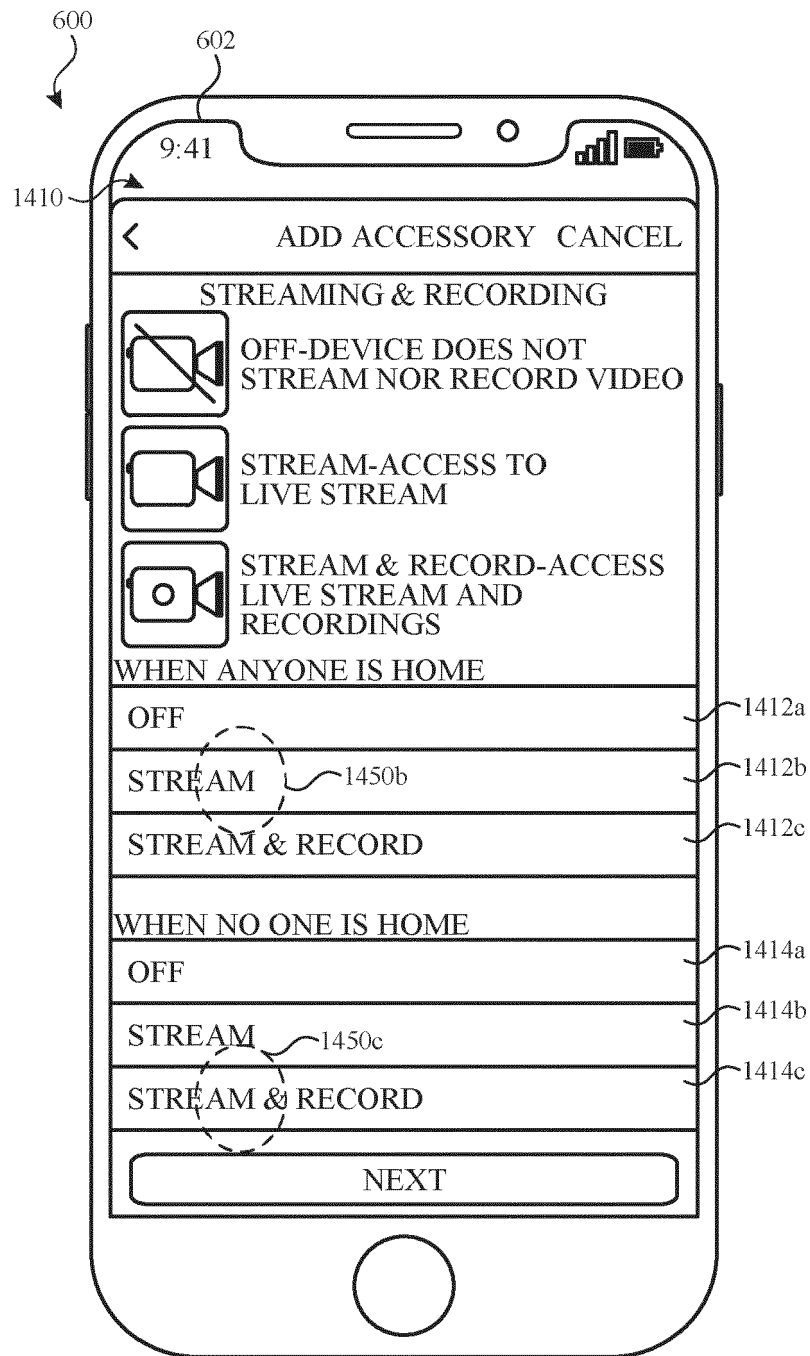 600
602
9:41
1410
< ADD ACCESSORY CANCEL
STREAMING & RECORDING
OFF-DEVICE DOES NOT
STREAM NOR RECORD VIDEO
STREAM-ACCESS TO
LIVE STREAM
STREAM & RECORD-ACCESS
LIVE STREAM AND
RECORDINGS
WHEN ANYONE IS HOME
OFF 1412a
STREAM 1450b 1412b
STREAM & RECORD 1412c
WHEN NO ONE IS HOME
OFF 1414a
STREAM 1450c 1414b
STREAM & RECORD 1414c
NEXT